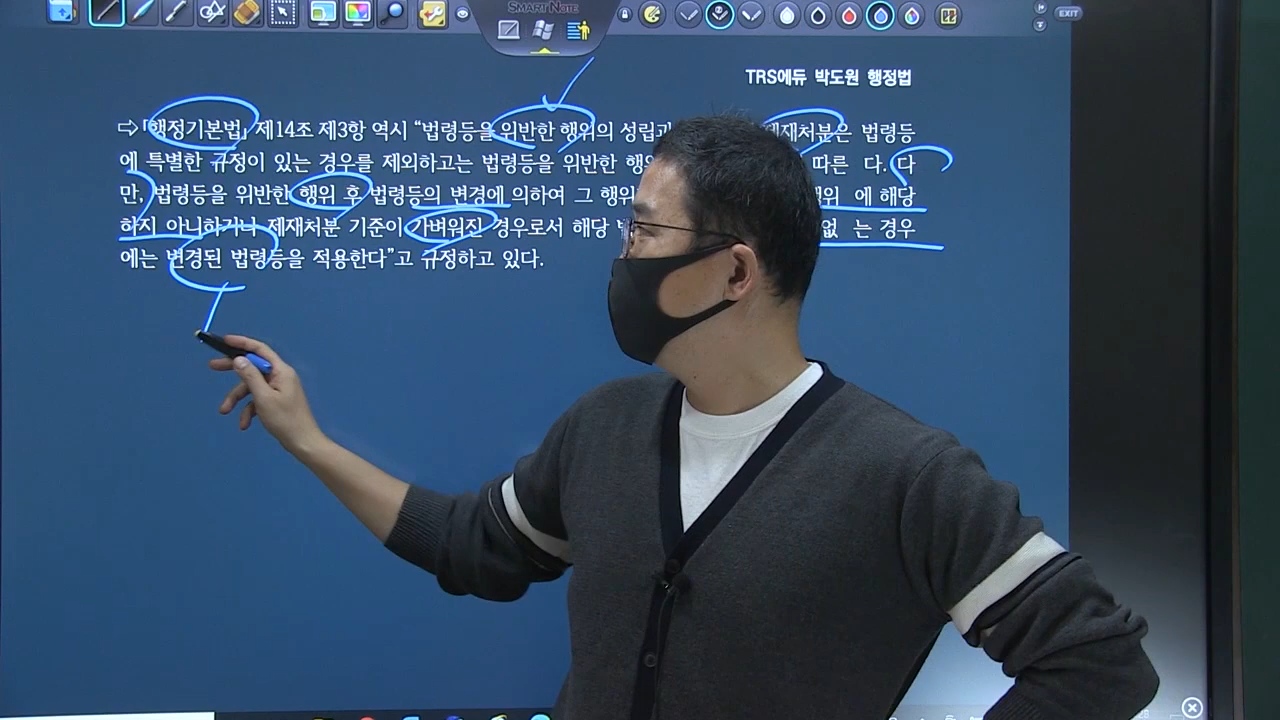 SMART NOTE
EXIT
TRS에듀 박도원 행정법
⇨「행정기본법」 제14조 제3항 역시 “법령등을 위반한 행위의 성립과 제재처분은 법령등
에 특별한 규정이 있는 경우를 제외하고는 법령등을 위반한 행위 따른 다. 다
만, 법령등을 위반한 행위 후 법령등의 변경에 의하여 그 행위 행위 에 해당
하지 아니하거나 제재처분 기준이 가벼워진 경우로서 해당 없 는 경우
에는 변경된 법령등을 적용한다”고 규정하고 있다.